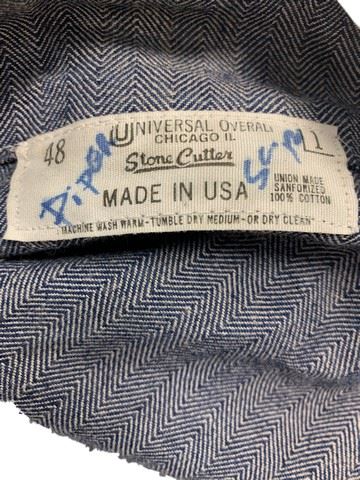 UNIVERSAL OVERALL
CHICAGO IL
48
Stone Cutter
1
MADE IN USA
UNION MADE
SANFORIZED
100% COTTON
MACHINE WASH WARM-TUMBLE DRY MEDIUM-OR DRY CLEAN